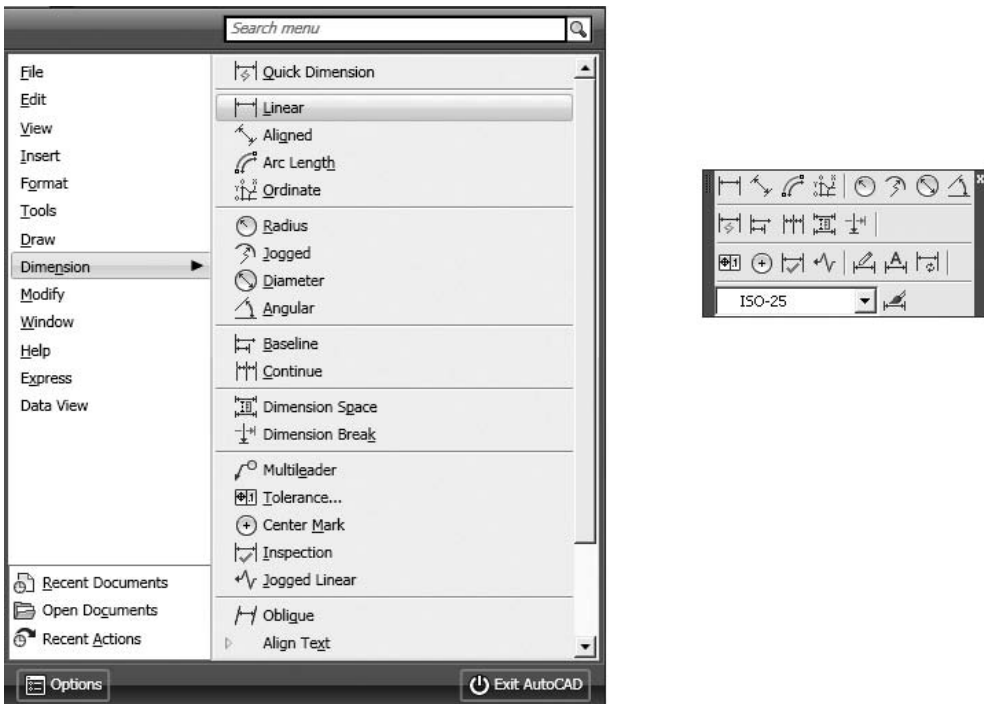 Search menu
File
Edit
View
Insert
Format
Tools
Draw
Dimension
Modify
Window
Help
Express
Data View
Recent Documents
Open Documents
Recent Actions
Quick Dimension
Linear
Aligned
Arc Length
Ordinate
Radius
Jogged
Diameter
Angular
Baseline
Continue
Dimension Space
Dimension Break
Multileader
Tolerance...
Center Mark
Inspection
Jogged Linear
Oblique
Align Text
Options
Exit AutoCAD
ISO-25